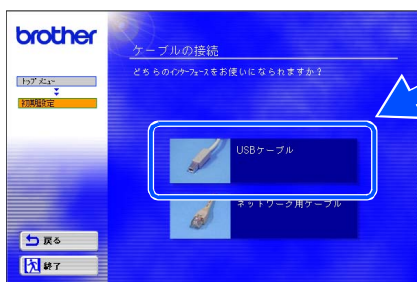 brother
ケーブルの接続
どちらのインターフェースをお使いになられますか？
トップメニュー
初期設定
USBケーブル
ネットワーク用ケーブル
戻る
終了